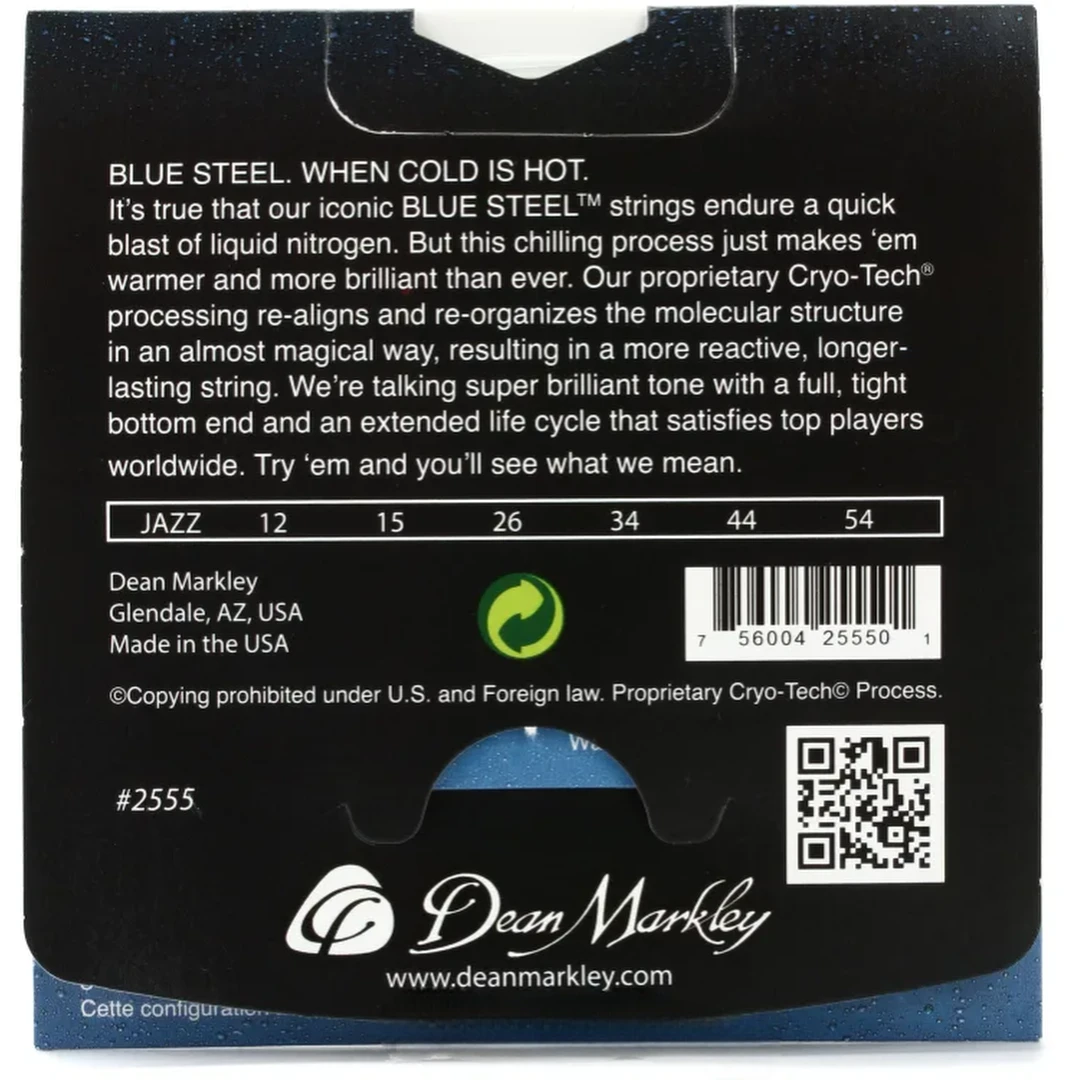 BLUE STEEL. WHEN COLD IS HOT.
It's true that our iconic BLUE STEEL™ strings endure a quick
blast of liquid nitrogen. But this chilling process just makes ‘em
warmer and more brilliant than ever. Our proprietary Cryo-Tech®
processing re-aligns and re-organizes the molecular structure
in an almost magical way, resulting in a more reactive, longer-
lasting string. We're talking super brilliant tone with a full, tight
bottom end and an extended life cycle that satisfies top players
worldwide. Try ‘em and you'll see what we mean.
JAZZ 12 15 26 34 44 54
Dean Markley
Glendale, AZ, USA
Made in the USA
7 56004 25550 1
©Copying prohibited under U.S. and Foreign law. Proprietary Cryo-Tech© Process.
#2555
Dean Markley
www.deanmarkley.com
Cette